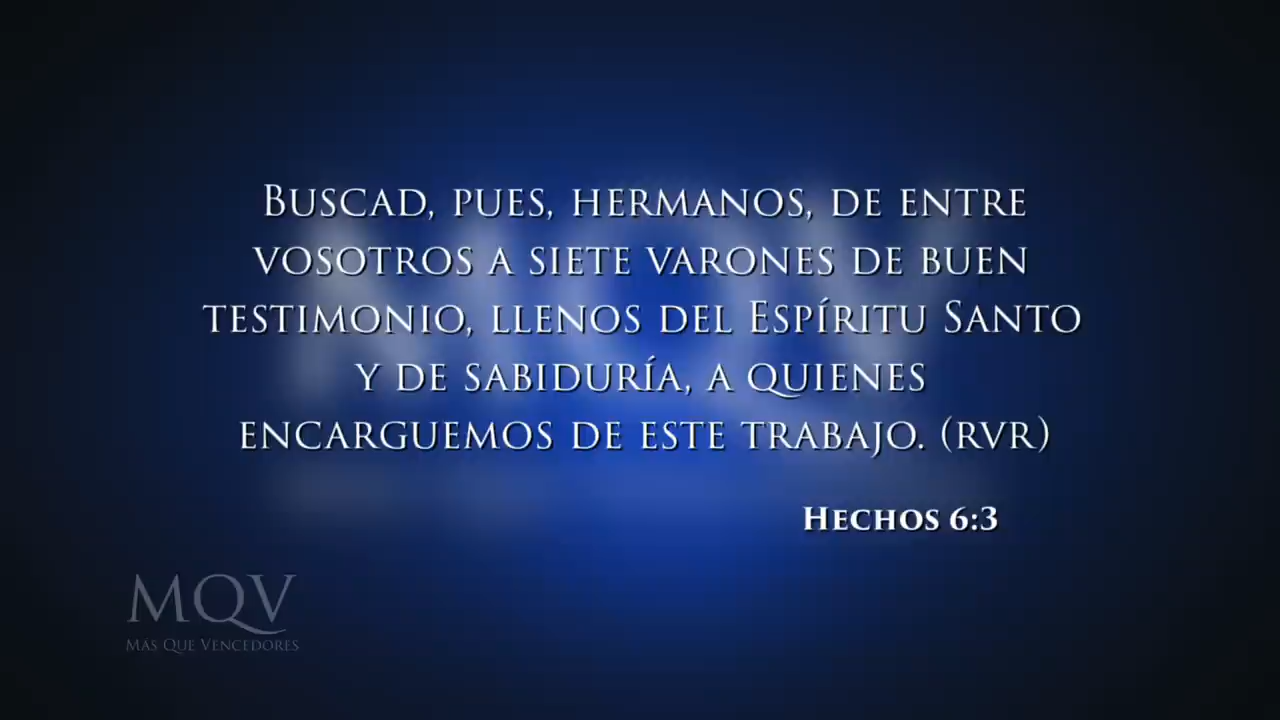 Buscad, pues, hermanos, de entre
vosotros a siete varones de buen
testimonio, llenos del Espíritu Santo
y de sabiduría, a quienes
encarguemos de este trabajo. (rvr)
Hechos 6:3
MQV
Más Que Vencedores